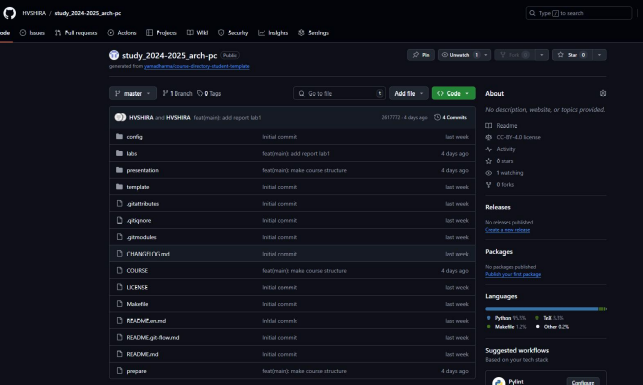 HVSHIRA / study_2024-2025_arch-pc
Type / to search
ode Issues Pull requests Actions Projects Wiki Security Insights Settings
study_2024-2025_arch-pc Public
generated from yamadharma/course-directory-student-template
Pin Unwatch 1 Fork Star 0
master 1 Branch 0 Tags Go to file t Add file Code
HVSHIRA and HVSHIRA feat(main): add report lab1 4 days ago 4 Commits
config Initial commit last week
labs feat(main): add report lab1 4 days ago
presentation feat(main): make course structure 4 days ago
template Initial commit last week
.gitattributes Initial commit last week
.gitignore Initial commit last week
.gitmodules Initial commit last week
CHANGELOG.md Initial commit last week
COURSE feat(main): make course structure 4 days ago
LICENSE Initial commit last week
Makefile Initial commit last week
README.en.md Initial commit last week
README.git-flow.md Initial commit last week
README.md Initial commit last week
prepare feat(main): make course structure 4 days ago
About
No description, website, or topics provided.
Readme
CC-BY-4.0 license
Activity
0 stars
1 watching
0 forks
Releases
No releases published
Create a new release
Packages
No packages published
Publish your first package
Languages
Python TeX
Makefile 1.2% Other 0.2%
Suggested workflows
Based on your tech stack
Pylint Configure